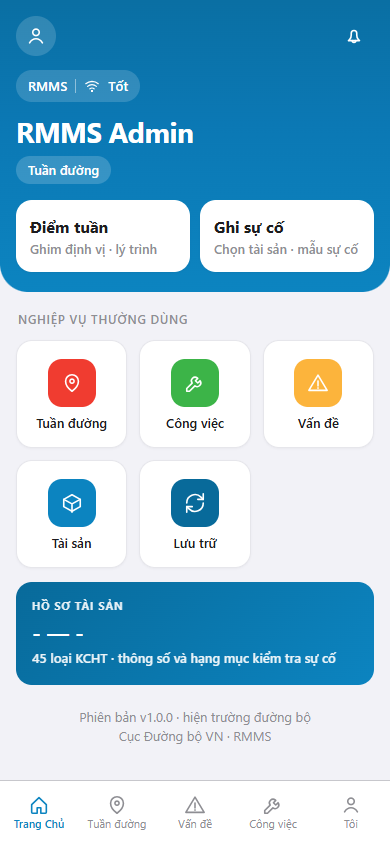 RMMS Tốt
RMMS Admin
Tuần đường
Điểm tuần
Ghim định vị · lý trình
Ghi sự cố
Chọn tài sản · mẫu sự cố
NGHIỆP VỤ THƯỜNG DÙNG
Tuần đường
Công việc
Vấn đề
Tài sản
Lưu trữ
HỒ SƠ TÀI SẢN
- — -
45 loại KCHT · thông số và hạng mục kiểm tra sự cố
Phiên bản v1.0.0 · hiện trường đường bộ
Cục Đường bộ VN · RMMS
Trang Chủ
Tuần đường
Vấn đề
Công việc
Tôi